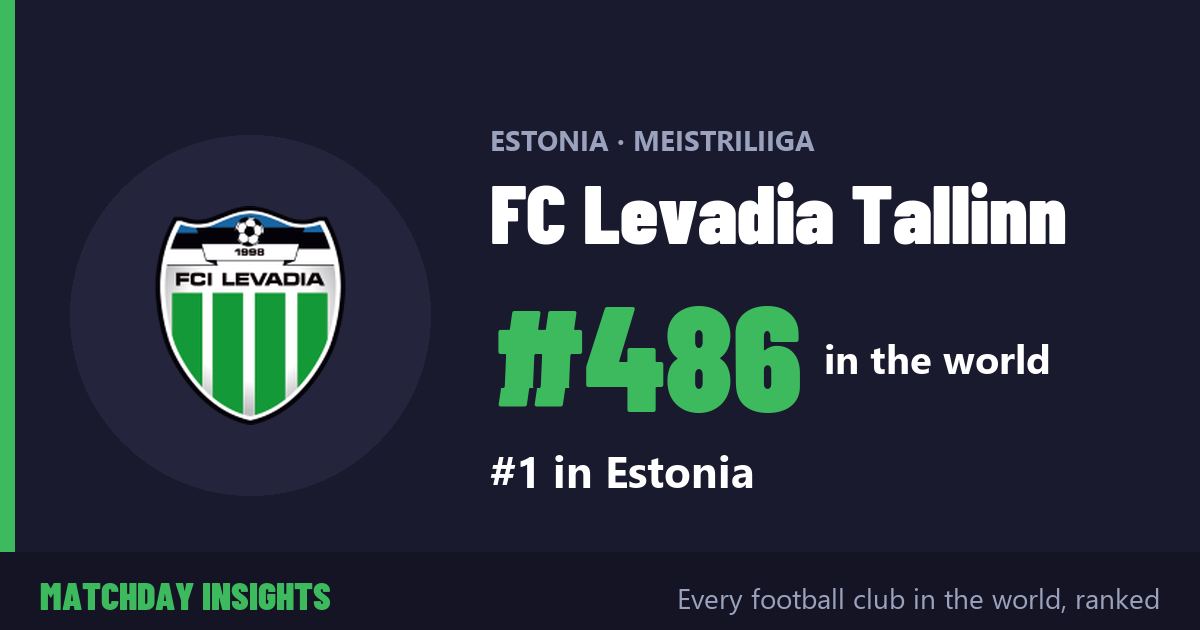 ESTONIA · MEISTRILIIGA
FC Levadia Tallinn
1998
FCI LEVADIA
#486 in the world
#1 in Estonia
MATCHDAY INSIGHTS
Every football club in the world, ranked